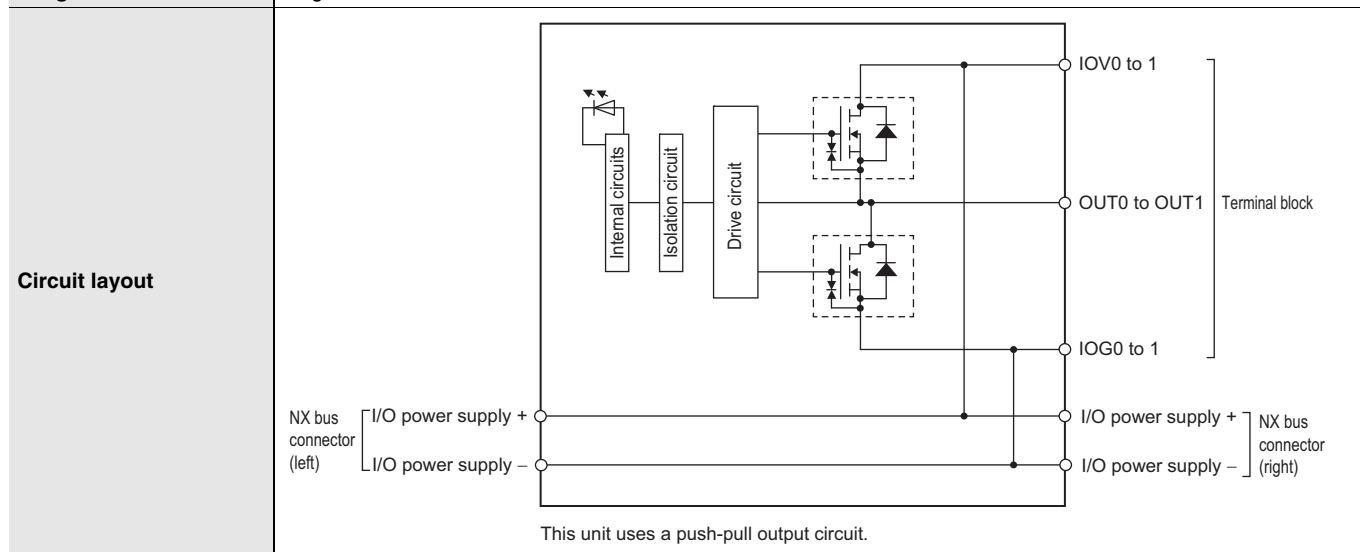 Circuit layout
Internal circuits
Isolation circuit
Drive circuit
IOV0 to 1
OUT0 to OUT1
Terminal block
IOG0 to 1
NX bus
connector
(left)
I/O power supply +
I/O power supply –
I/O power supply +
I/O power supply –
NX bus
connector
(right)
This unit uses a push-pull output circuit.